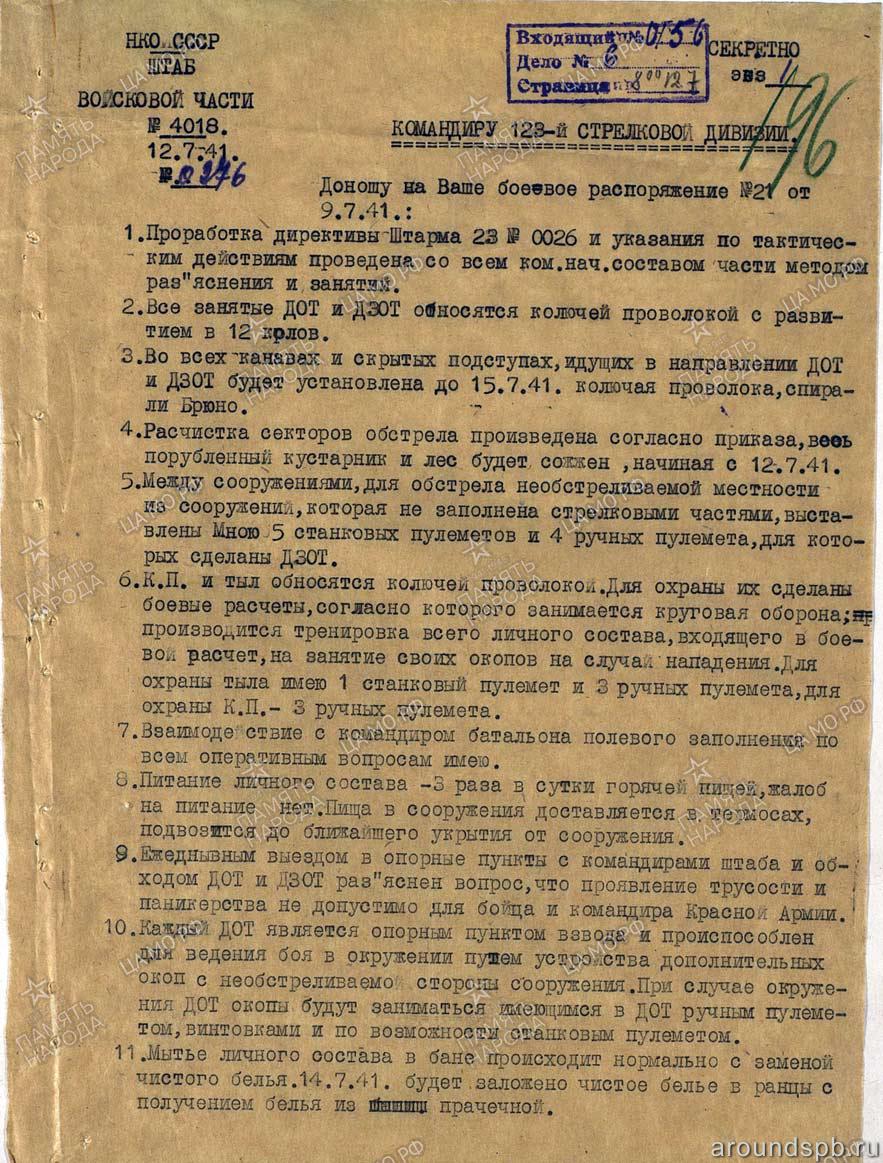 НКО СССР
ШТАБ
ВОЙСКОВОЙ ЧАСТИ
№ 4018.
12.7.41.
Входящий № 0156
Дело № 6
Страница
СЕКРЕТНО
экз
196
КОМАНДИРУ 123-й СТРЕЛКОВОЙ ДИВИЗИИ.
Доношу на Ваше боевое распоряжение №21 от
9.7.41.:
1.Проработка директивы Штарма 23 № 0026 и указания по тактичес-
ким действиям проведена со всем ком.нач.составом части методом
раз"яснения и занятий.
2.Все занятые ДОТ и ДЗОТ обносятся колючей проволокой с разви-
тием в 12 колов.
3.Во всех канавах и скрытых подступах,идущих в направлении ДОТ
и ДЗОТ будет установлена до 15.7.41. колючая проволока,спира-
ли Брюно.
4.Расчистка секторов обстрела произведена согласно приказа,весь
порубленный кустарник и лес будет сожжен ,начиная с 12.7.41.
5.Между сооружениями,для обстрела необстреливаемой местности
из сооружений,которая не заполнена стрелковыми частями,выста-
влены Мною 5 станковых пулеметов и 4 ручных пулемета,для кото-
рых сделаны ДЗОТ.
6.К.П. и тыл обносятся колючей проволокой.Для охраны их сделаны
боевые расчеты,согласно которого занимается круговая оборона;
производится тренировка всего личного состава,входящего в бое-
вой расчет,на занятие своих окопов на случай нападения.Для
охраны тыла имею 1 станковый пулемет и 3 ручных пулемета,для
охраны К.П.- 3 ручных пулемета.
7.Взаимодействие с командиром батальона полевого заполнения по
всем оперативным вопросам имею.
8.Питание личного состава -3 раза в сутки горячей пищей,жалоб
на питание нет.Пища в сооружения доставляется в термосах,
подвозится до ближайшего укрытия от сооружения.
9.Ежеднывным выездом в опорные пункты с командирами штаба и об-
ходом ДОТ и ДЗОТ раз"яснен вопрос,что проявление трусости и
паникерства не допустимо для бойца и командира Красной Армии.
10.Каждый ДОТ является опорным пунктом взвода и происпособлен
для ведения боя в окружении путем устройства дополнительных
окоп с необстреливаемой стороны сооружения.При случае окруже-
ния ДОТ окопы будут заниматься имеющимся в ДОТ ручным пулеме-
том,винтовками и по возможности станковым пулеметом.
11.Мытье личного состава в бане происходит нормально с заменой
чистого белья.14.7.41. будет заложено чистое белье в ранцы с
получением белья из прачечной.
ПАМЯТЬ НАРОДА
ЦАМО.РФ
aroundspb.ru